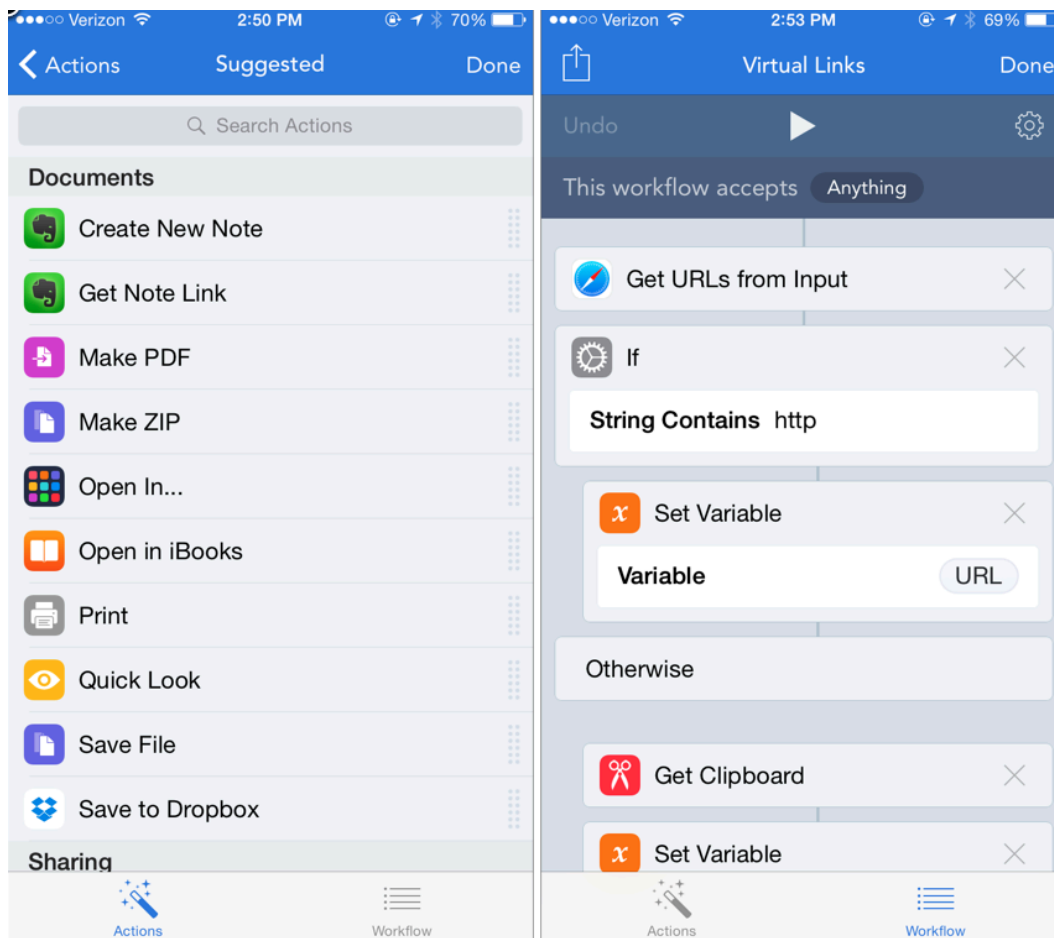 Verizon 2:50 PM 70%
Actions Suggested Done
Search Actions
Documents
Create New Note
Get Note Link
Make PDF
Make ZIP
Open In...
Open in iBooks
Print
Quick Look
Save File
Save to Dropbox
Sharing
Actions Workflow
Verizon 2:53 PM 69%
Virtual Links Done
Undo
This workflow accepts Anything
Get URLs from Input
If
String Contains http
x Set Variable
Variable URL
Otherwise
Get Clipboard
x Set Variable
Actions Workflow